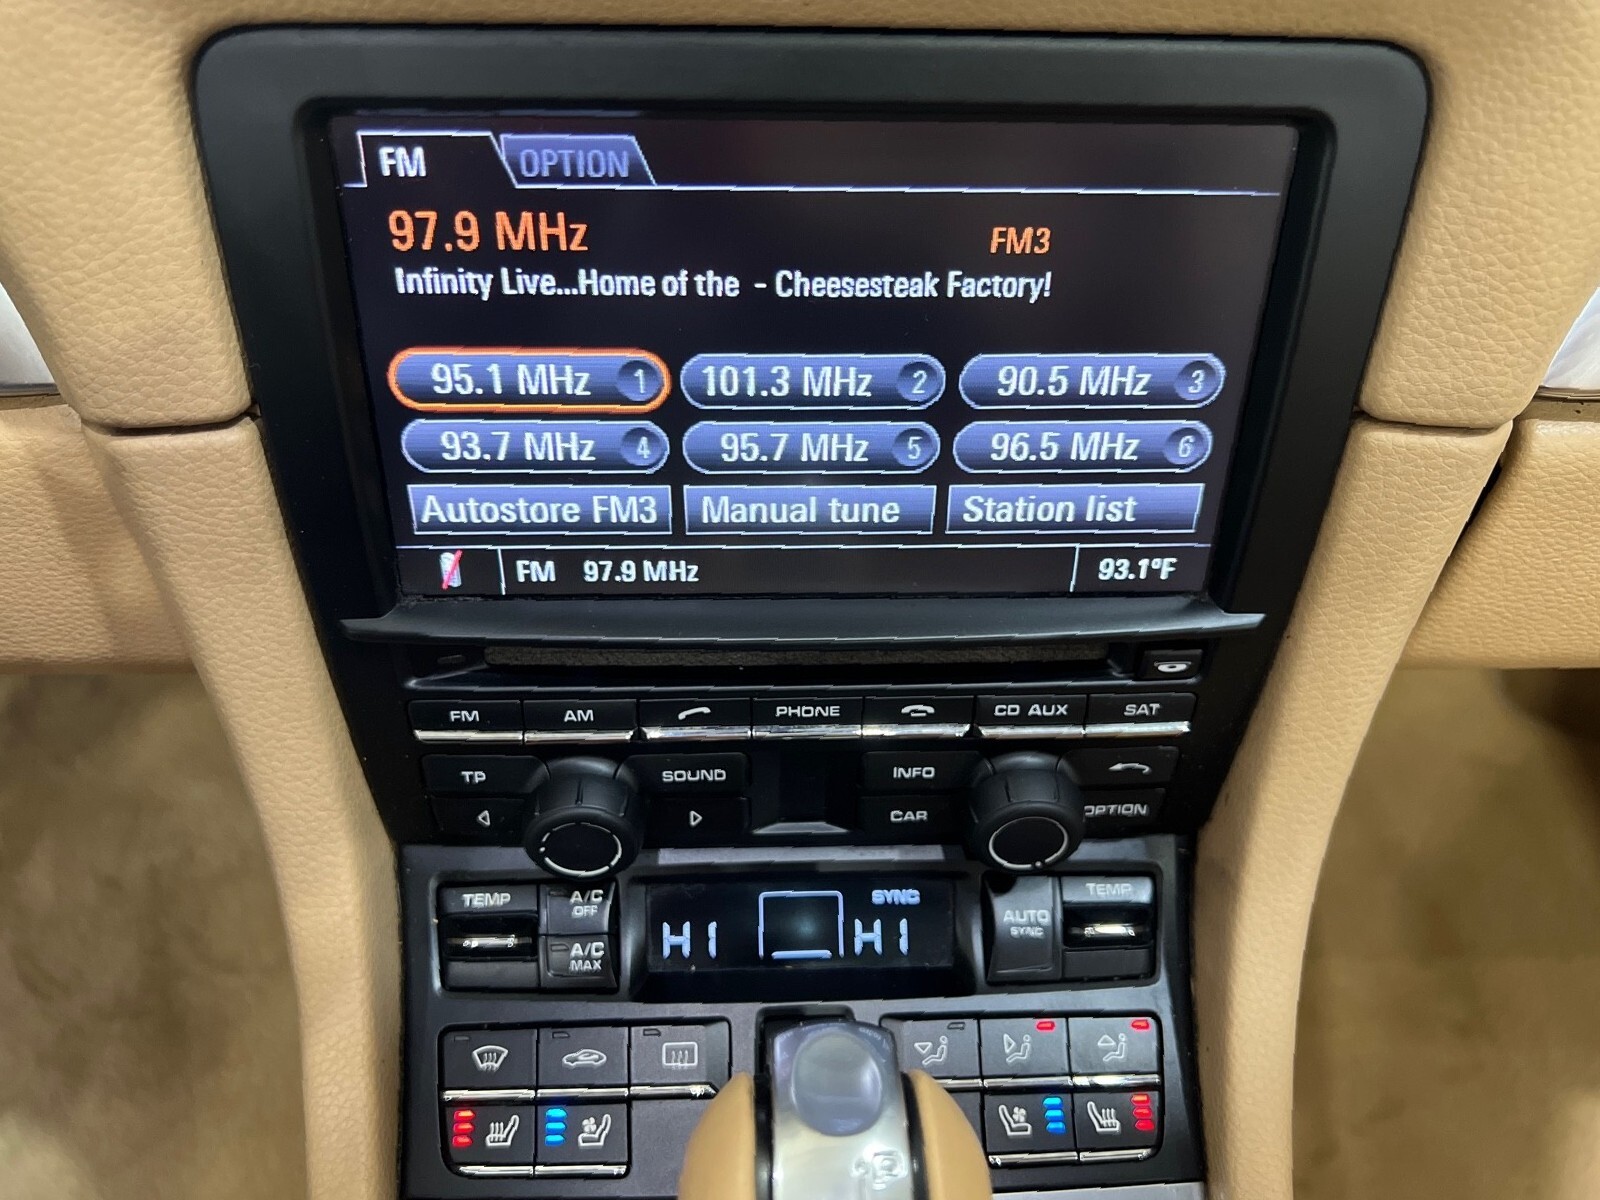 FM OPTION
97.9 MHz FM3
Infinity Live...Home of the - Cheesesteak Factory!
95.1 MHz 1 101.3 MHz 2 90.5 MHz 3
93.7 MHz 4 95.7 MHz 5 96.5 MHz 6
Autostore FM3 Manual tune Station list
FM 97.9 MHz 93.1°F
FM AM PHONE CD AUX SAT
TP SOUND INFO
CAR OPTION
TEMP A/C OFF SYNC TEMP
HI HI AUTO SYNC
A/C MAX
P